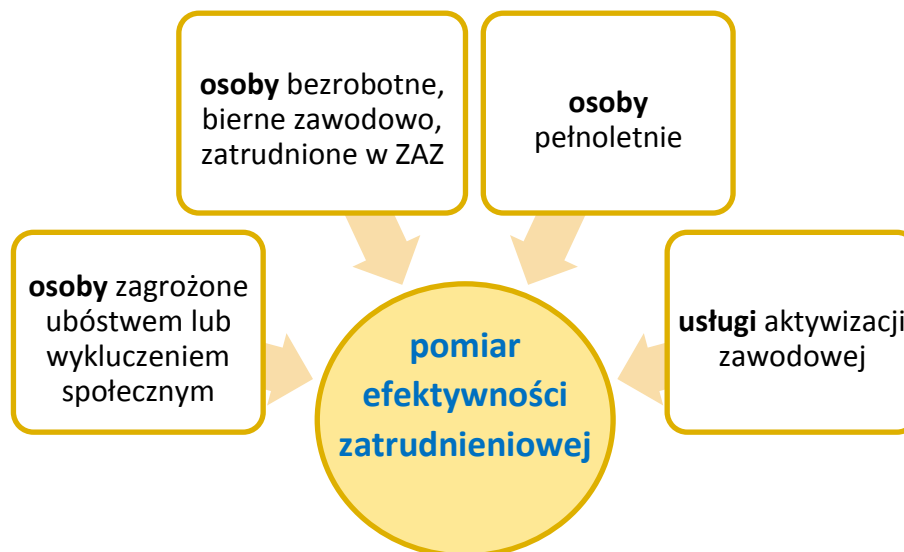 osoby bezrobotne,
bierne zawodowo,
zatrudnione w ZAZ
osoby
pełnoletnie
osoby zagrożone
ubóstwem lub
wykluczeniem
społecznym
usługi aktywizacji
zawodowej
pomiar
efektywności
zatrudnieniowej